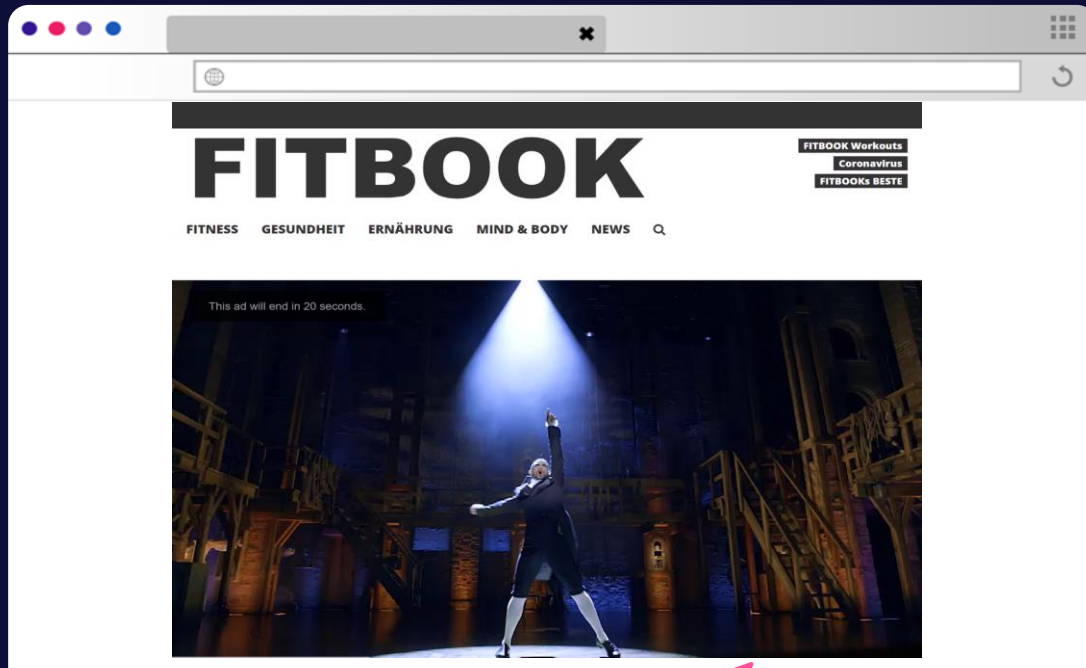 FITBOOK
FITBOOK Workouts
Coronavirus
FITBOOKs BESTE
FITNESS GESUNDHEIT ERNÄHRUNG MIND & BODY NEWS
This ad will end in 20 seconds.